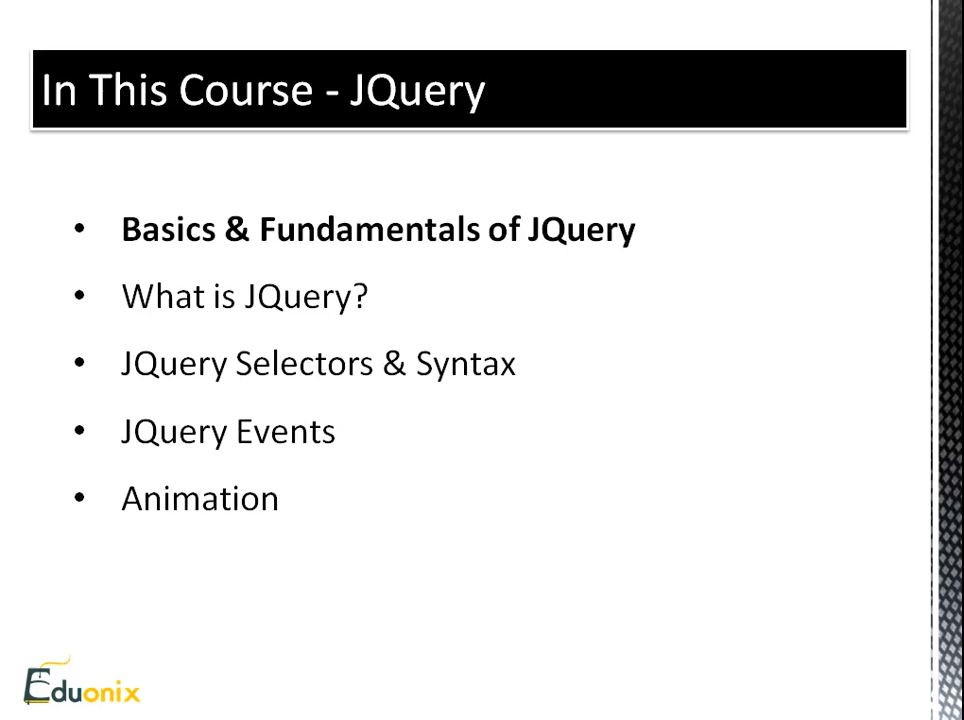 In This Course - JQuery
• Basics & Fundamentals of JQuery
• What is JQuery?
• JQuery Selectors & Syntax
• JQuery Events
• Animation
Eduonix